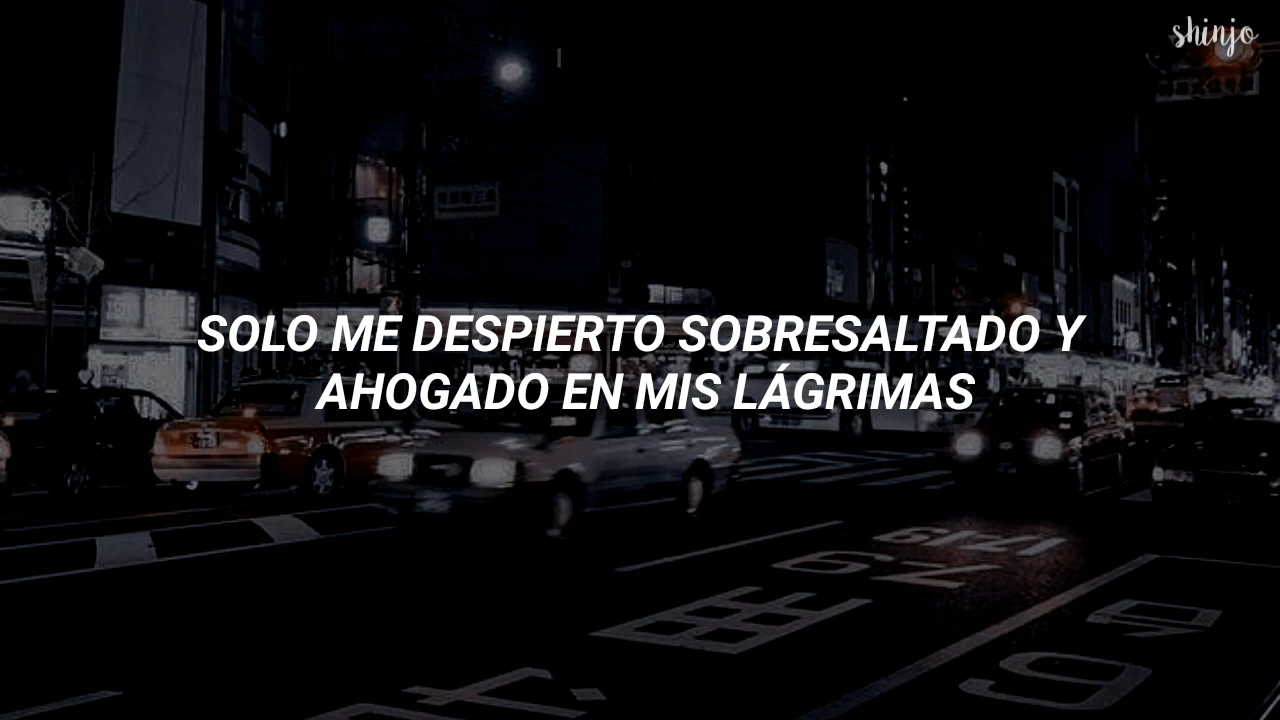 shinjo
SOLO ME DESPIERTO SOBRESALTADO Y
AHOGADO EN MIS LÁGRIMAS